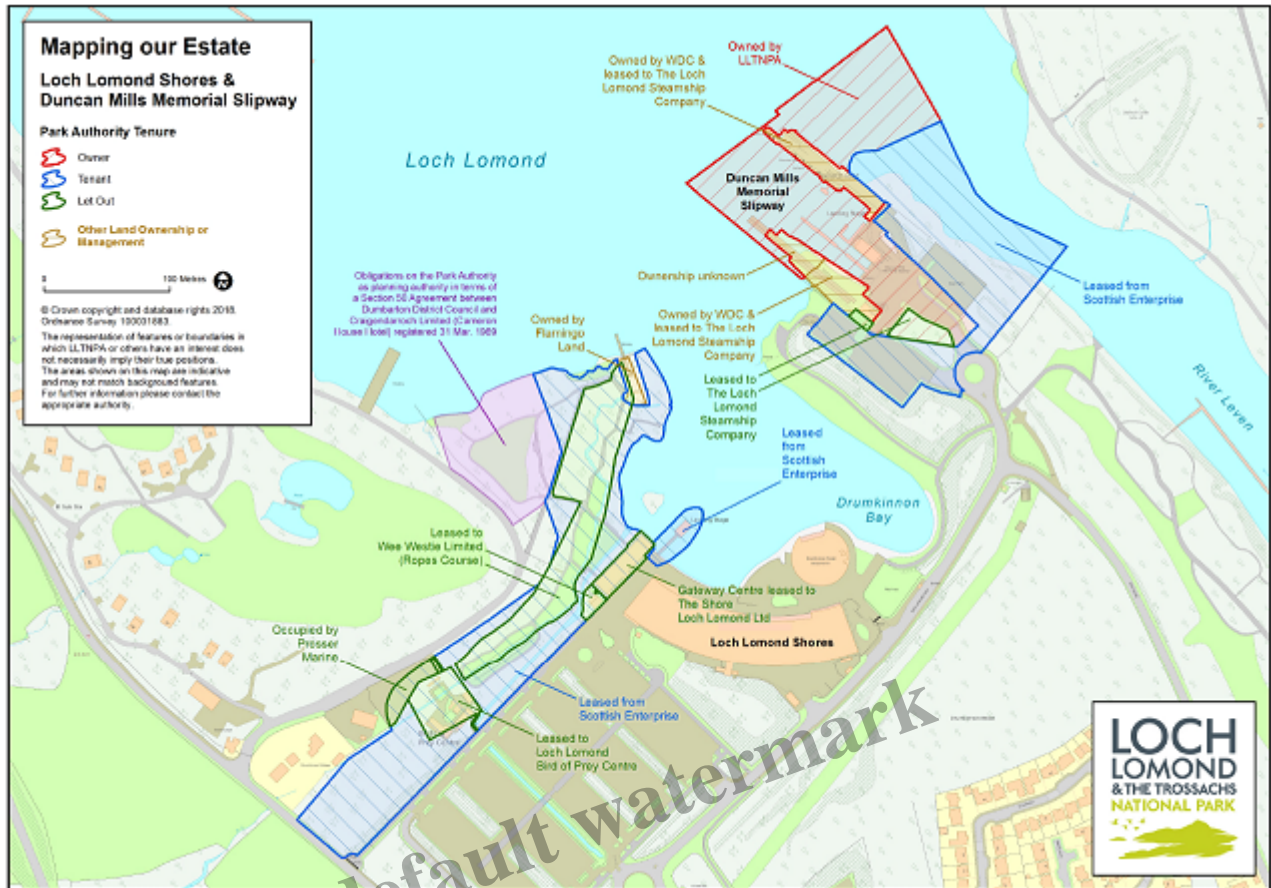 Mapping our Estate
Loch Lomond Shores &
Duncan Mills Memorial Slipway
Park Authority Tenure
Owner
Tenant
Let Out
Other Land Ownership or
Management
0
100 Metres
© Crown copyright and database rights 2018.
Ordnance Survey 100031883.
The representation of features or boundaries in
which LLTNPA or others have an interest does
not necessarily imply their true positions.
The areas shown on this map are indicative
and may not match background features.
For further information please contact the
appropriate authority.
Loch Lomond
Owned by WDC &
leased to The Loch
Lomond Steamship
Company
Owned by
LLTNPA
Duncan Mills
Memorial
Slipway
Obligations on the Park Authority
as planning authority in terms of
a Section 50 Agreement between
Dumbarton District Council and
Craigendarroch Limited (Cameron
House Hotel) registered 31 Mar. 1989
Ownership unknown
Leased from
Scottish Enterprise
Owned by
Flamingo
Land
Owned by WDC &
leased to The Loch
Lomond Steamship
Company
Leased to
The Loch
Lomond
Steamship
Company
River Leven
Leased
from
Scottish
Enterprise
Drumkinnon
Bay
Leased to
Wee Westie Limited
(Ropes Course)
Gateway Centre leased to
The Shore
Loch Lomond Ltd
Loch Lomond Shores
Occupied by
Prosser
Marine
Leased from
Scottish Enterprise
Prey Centre
Leased to
Loch Lomond
Bird of Prey Centre
default watermark
LOCH
LOMOND
& THE TROSSACHS
NATIONAL PARK